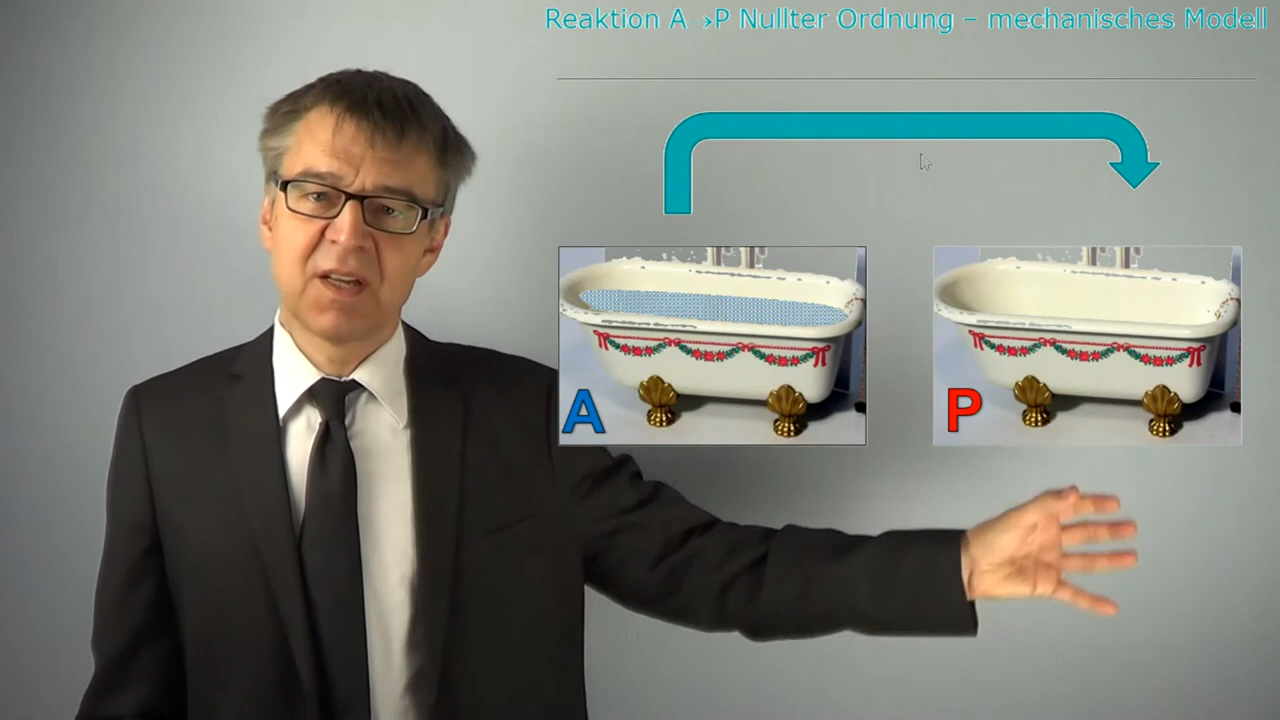 Reaktion A →P Nullter Ordnung – mechanisches Modell
A
P